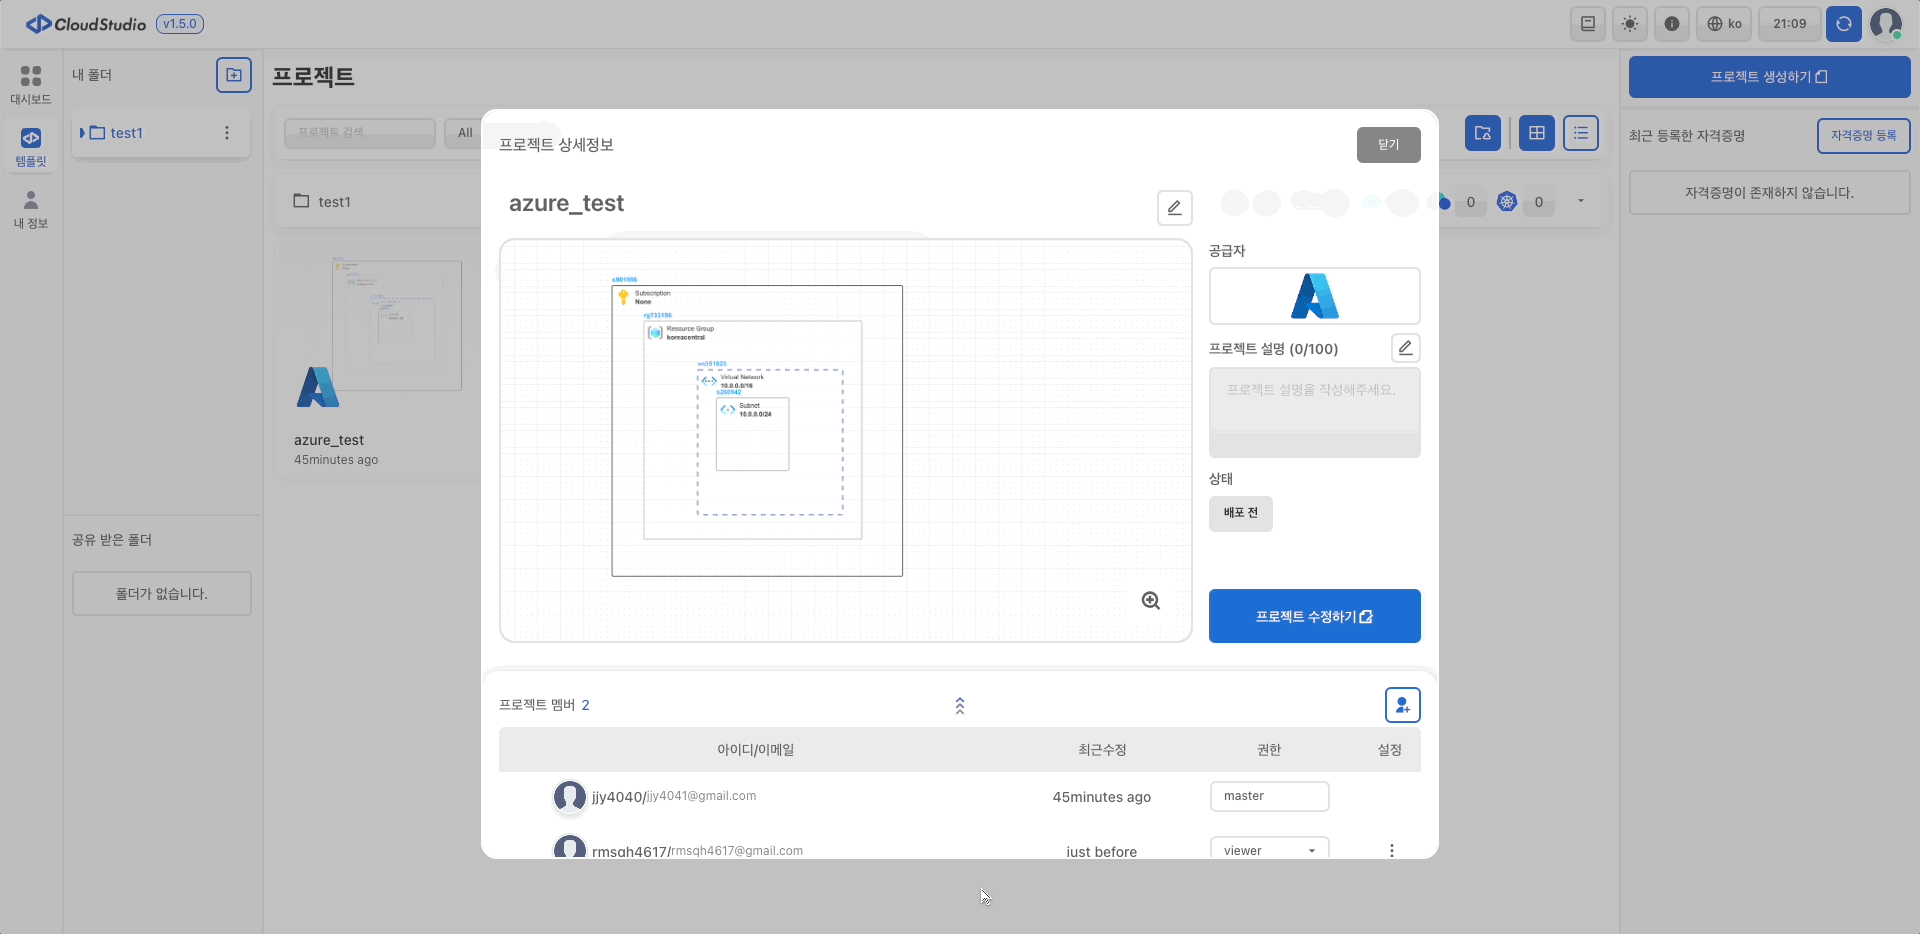 CloudStudio v1.5.0
ko
21:09
대시보드
템플릿
내 정보
내 폴더
test1
공유 받은 폴더
폴더가 없습니다.
프로젝트
프로젝트 검색
All
test1
0
0
azure_test
45minutes ago
프로젝트 생성하기
최근 등록한 자격증명
자격증명 등록
자격증명이 존재하지 않습니다.
프로젝트 상세정보
닫기
azure_test
s901556
Subscription
None
rg733196
Resource Group
koreacentral
Virtual Network
10.0.0.0/16
s260942
Subnet
10.0.0.0/24
공급자
프로젝트 설명 (0/100)
프로젝트 설명을 작성해주세요.
상태
배포 전
프로젝트 수정하기
프로젝트 멤버 2
아이디/이메일
최근수정
권한
설정
jjy4040/jjy4041@gmail.com
45minutes ago
master
rmsqh4617/rmsqh4617@gmail.com
just before
viewer